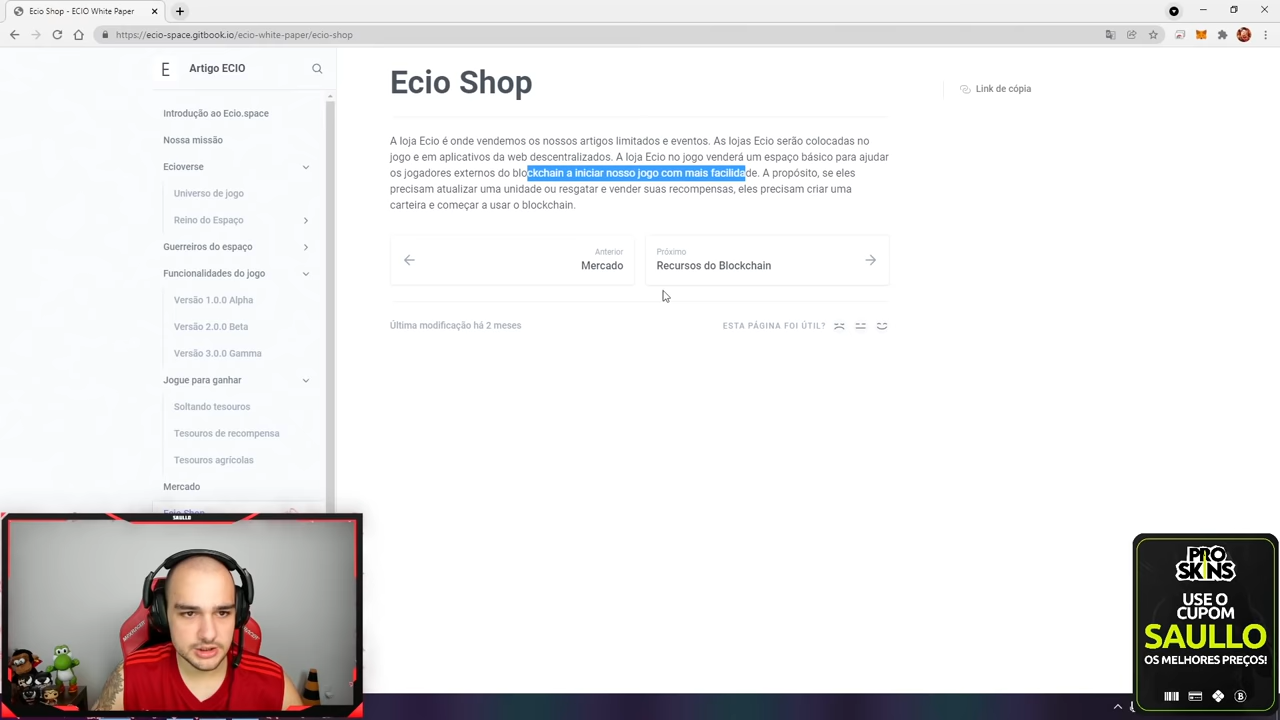 Ecio Shop - ECIO White Paper
https://ecio-space.gitbook.io/ecio-white-paper/ecio-shop
E
Artigo ECIO
Introdução ao Ecio.space
Nossa missão
Ecioverse
Universo de jogo
Reino do Espaço
Guerreiros do espaço
Funcionalidades do jogo
Versão 1.0.0 Alpha
Versão 2.0.0 Beta
Versão 3.0.0 Gamma
Jogue para ganhar
Soltando tesouros
Tesouros de recompensa
Tesouros agrícolas
Mercado
Ecio Shop
Ecio Shop
Link de cópia
A loja Ecio é onde vendemos os nossos artigos limitados e eventos. As lojas Ecio serão colocadas no
jogo e em aplicativos da web descentralizados. A loja Ecio no jogo venderá um espaço básico para ajudar
os jogadores externos do blockchain a iniciar nosso jogo com mais facilidade. A propósito, se eles
precisam atualizar uma unidade ou resgatar e vender suas recompensas, eles precisam criar uma
carteira e começar a usar o blockchain.
Anterior
Mercado
Próximo
Recursos do Blockchain
Última modificação há 2 meses
ESTA PÁGINA FOI ÚTIL?
SAULLO
PRO
SKINS
USE O
CUPOM
SAULLO
OS MELHORES PREÇOS!